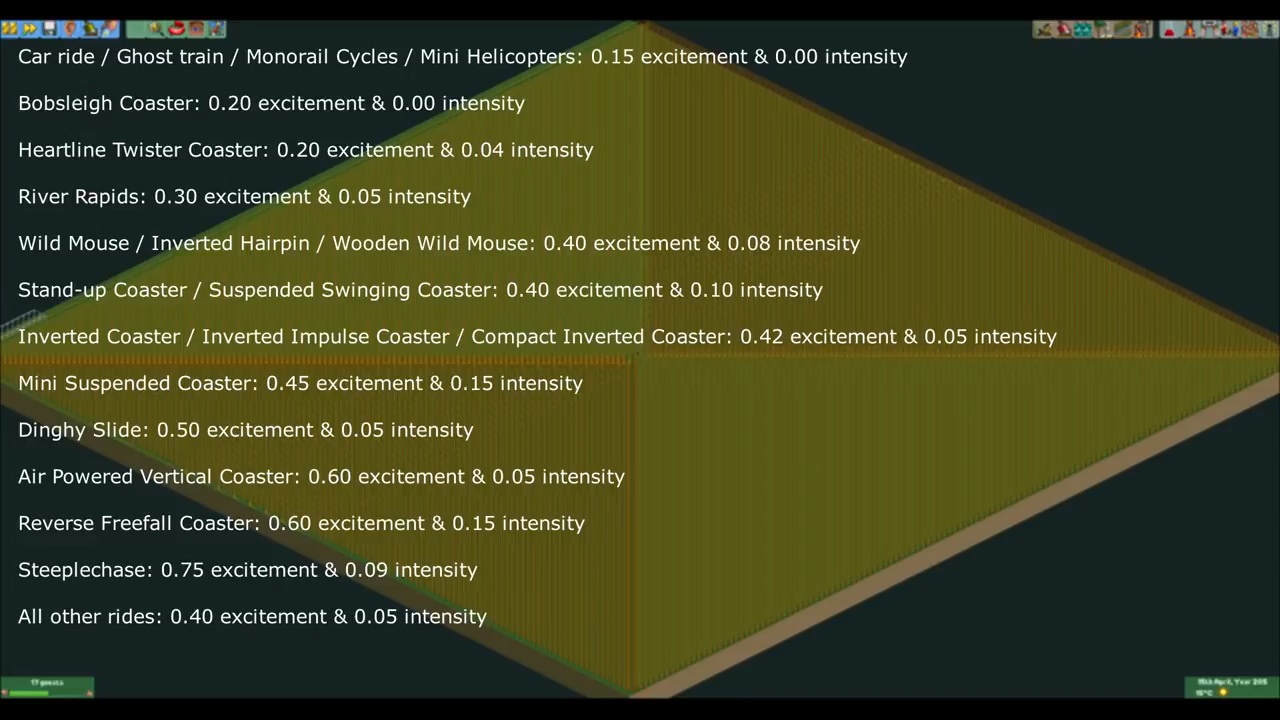 Car ride / Ghost train / Monorail Cycles / Mini Helicopters: 0.15 excitement & 0.00 intensity
Bobsleigh Coaster: 0.20 excitement & 0.00 intensity
Heartline Twister Coaster: 0.20 excitement & 0.04 intensity
River Rapids: 0.30 excitement & 0.05 intensity
Wild Mouse / Inverted Hairpin / Wooden Wild Mouse: 0.40 excitement & 0.08 intensity
Stand-up Coaster / Suspended Swinging Coaster: 0.40 excitement & 0.10 intensity
Inverted Coaster / Inverted Impulse Coaster / Compact Inverted Coaster: 0.42 excitement & 0.05 intensity
Mini Suspended Coaster: 0.45 excitement & 0.15 intensity
Dinghy Slide: 0.50 excitement & 0.05 intensity
Air Powered Vertical Coaster: 0.60 excitement & 0.05 intensity
Reverse Freefall Coaster: 0.60 excitement & 0.15 intensity
Steeplechase: 0.75 excitement & 0.09 intensity
All other rides: 0.40 excitement & 0.05 intensity
17 guests
15th April, Year 205